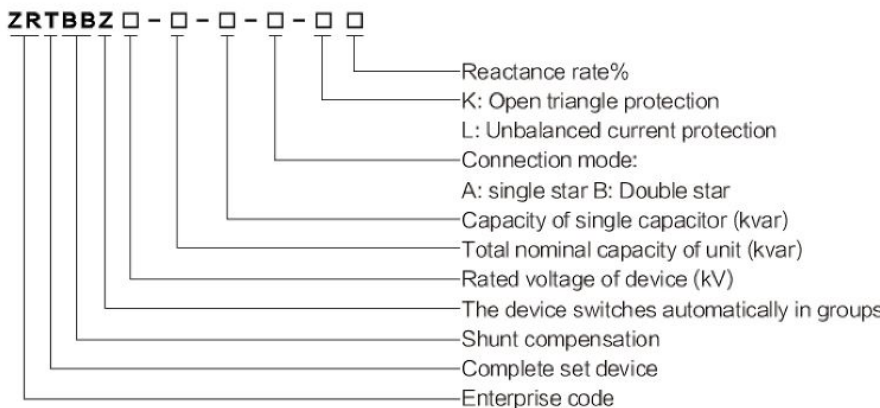 ZRTBBZ□-□-□-□-□□
Reactance rate%
K: Open triangle protection
L: Unbalanced current protection
Connection mode:
A: single star B: Double star
Capacity of single capacitor (kvar)
Total nominal capacity of unit (kvar)
Rated voltage of device (kV)
The device switches automatically in groups
Shunt compensation
Complete set device
Enterprise code